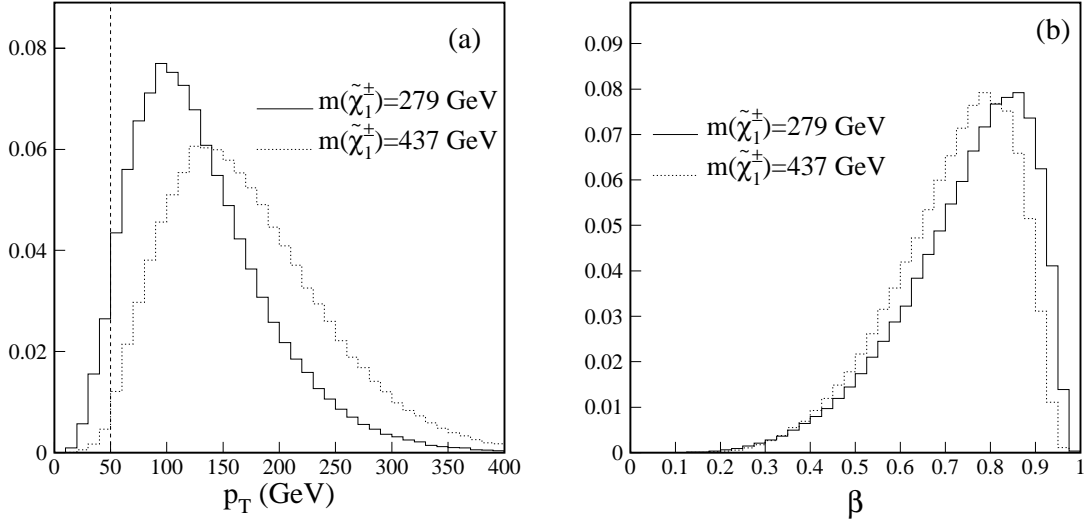 (a)
m(χ̃₁±)=279 GeV
m(χ̃₁±)=437 GeV
0.08
0.06
0.04
0.02
0
0 50 100 150 200 250 300 350 400
p_T (GeV)
(b)
m(χ̃₁±)=279 GeV
m(χ̃₁±)=437 GeV
0.09
0.08
0.07
0.06
0.05
0.04
0.03
0.02
0.01
0
0 0.1 0.2 0.3 0.4 0.5 0.6 0.7 0.8 0.9 1
β